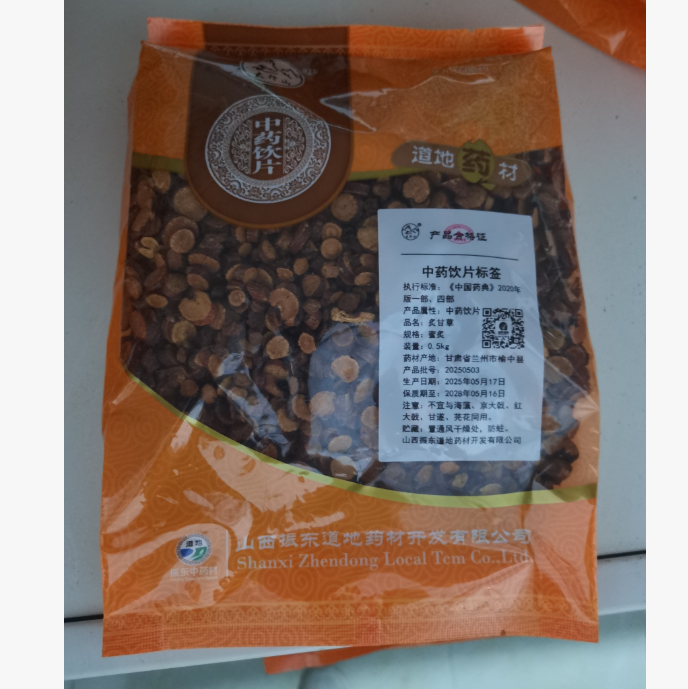 中药饮片
道地药材
产品合格证
中药饮片标签
执行标准：《中国药典》2020年
版一部、四部
产品属性：中药饮片
品名：炙甘草
规格：蜜炙
装量：0.5kg
药材产地：甘肃省兰州市榆中县
产品批号：20250503
生产日期：2025年05月17日
保质期至：2028年05月16日
注意：不宜与海藻、京大戟、红
大戟、甘遂、芫花同用。
贮藏：置通风干燥处，防蛀。
山西振东道地药材开发有限公司
道地
振东中药材
山西振东道地药材开发有限公司
Shanxi Zhendong Local Tcm Co.,Ltd.